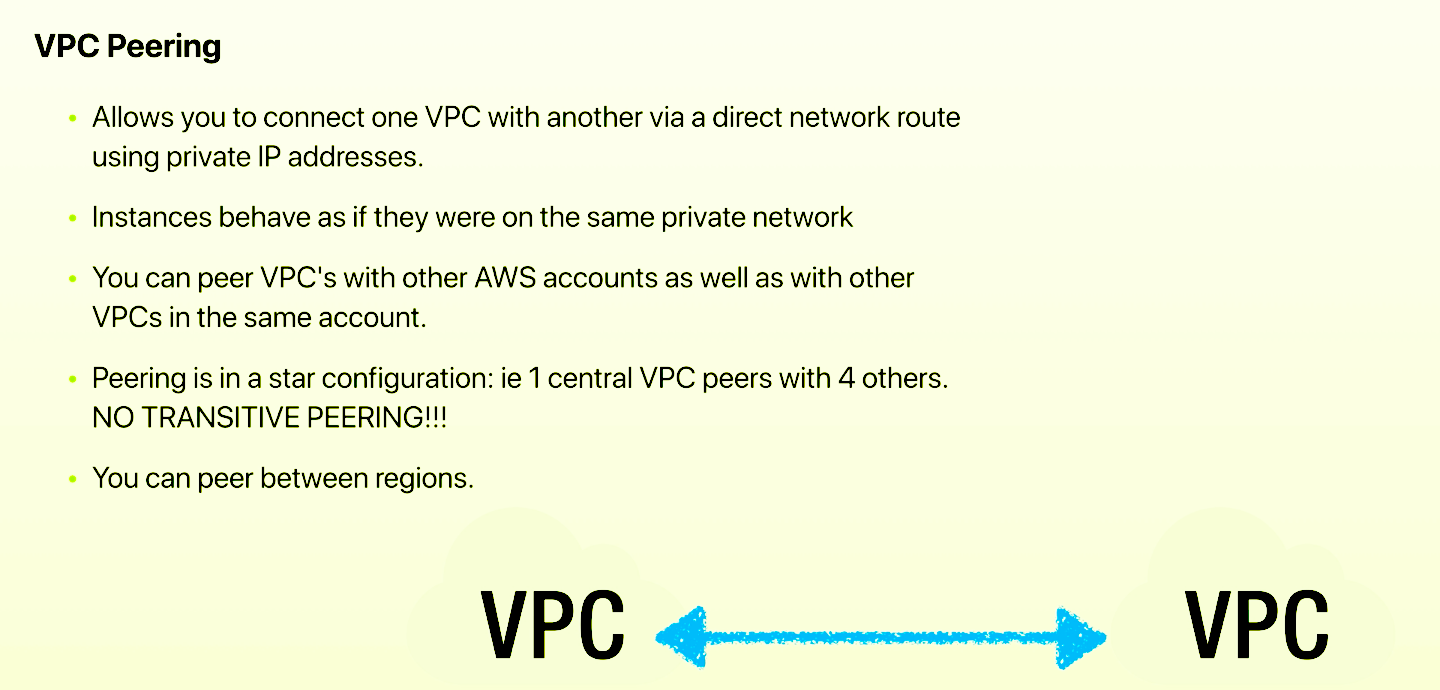 VPC Peering
• Allows you to connect one VPC with another via a direct network route
using private IP addresses.
• Instances behave as if they were on the same private network
• You can peer VPC's with other AWS accounts as well as with other
VPCs in the same account.
• Peering is in a star configuration: ie 1 central VPC peers with 4 others.
NO TRANSITIVE PEERING!!!
• You can peer between regions.
VPC VPC